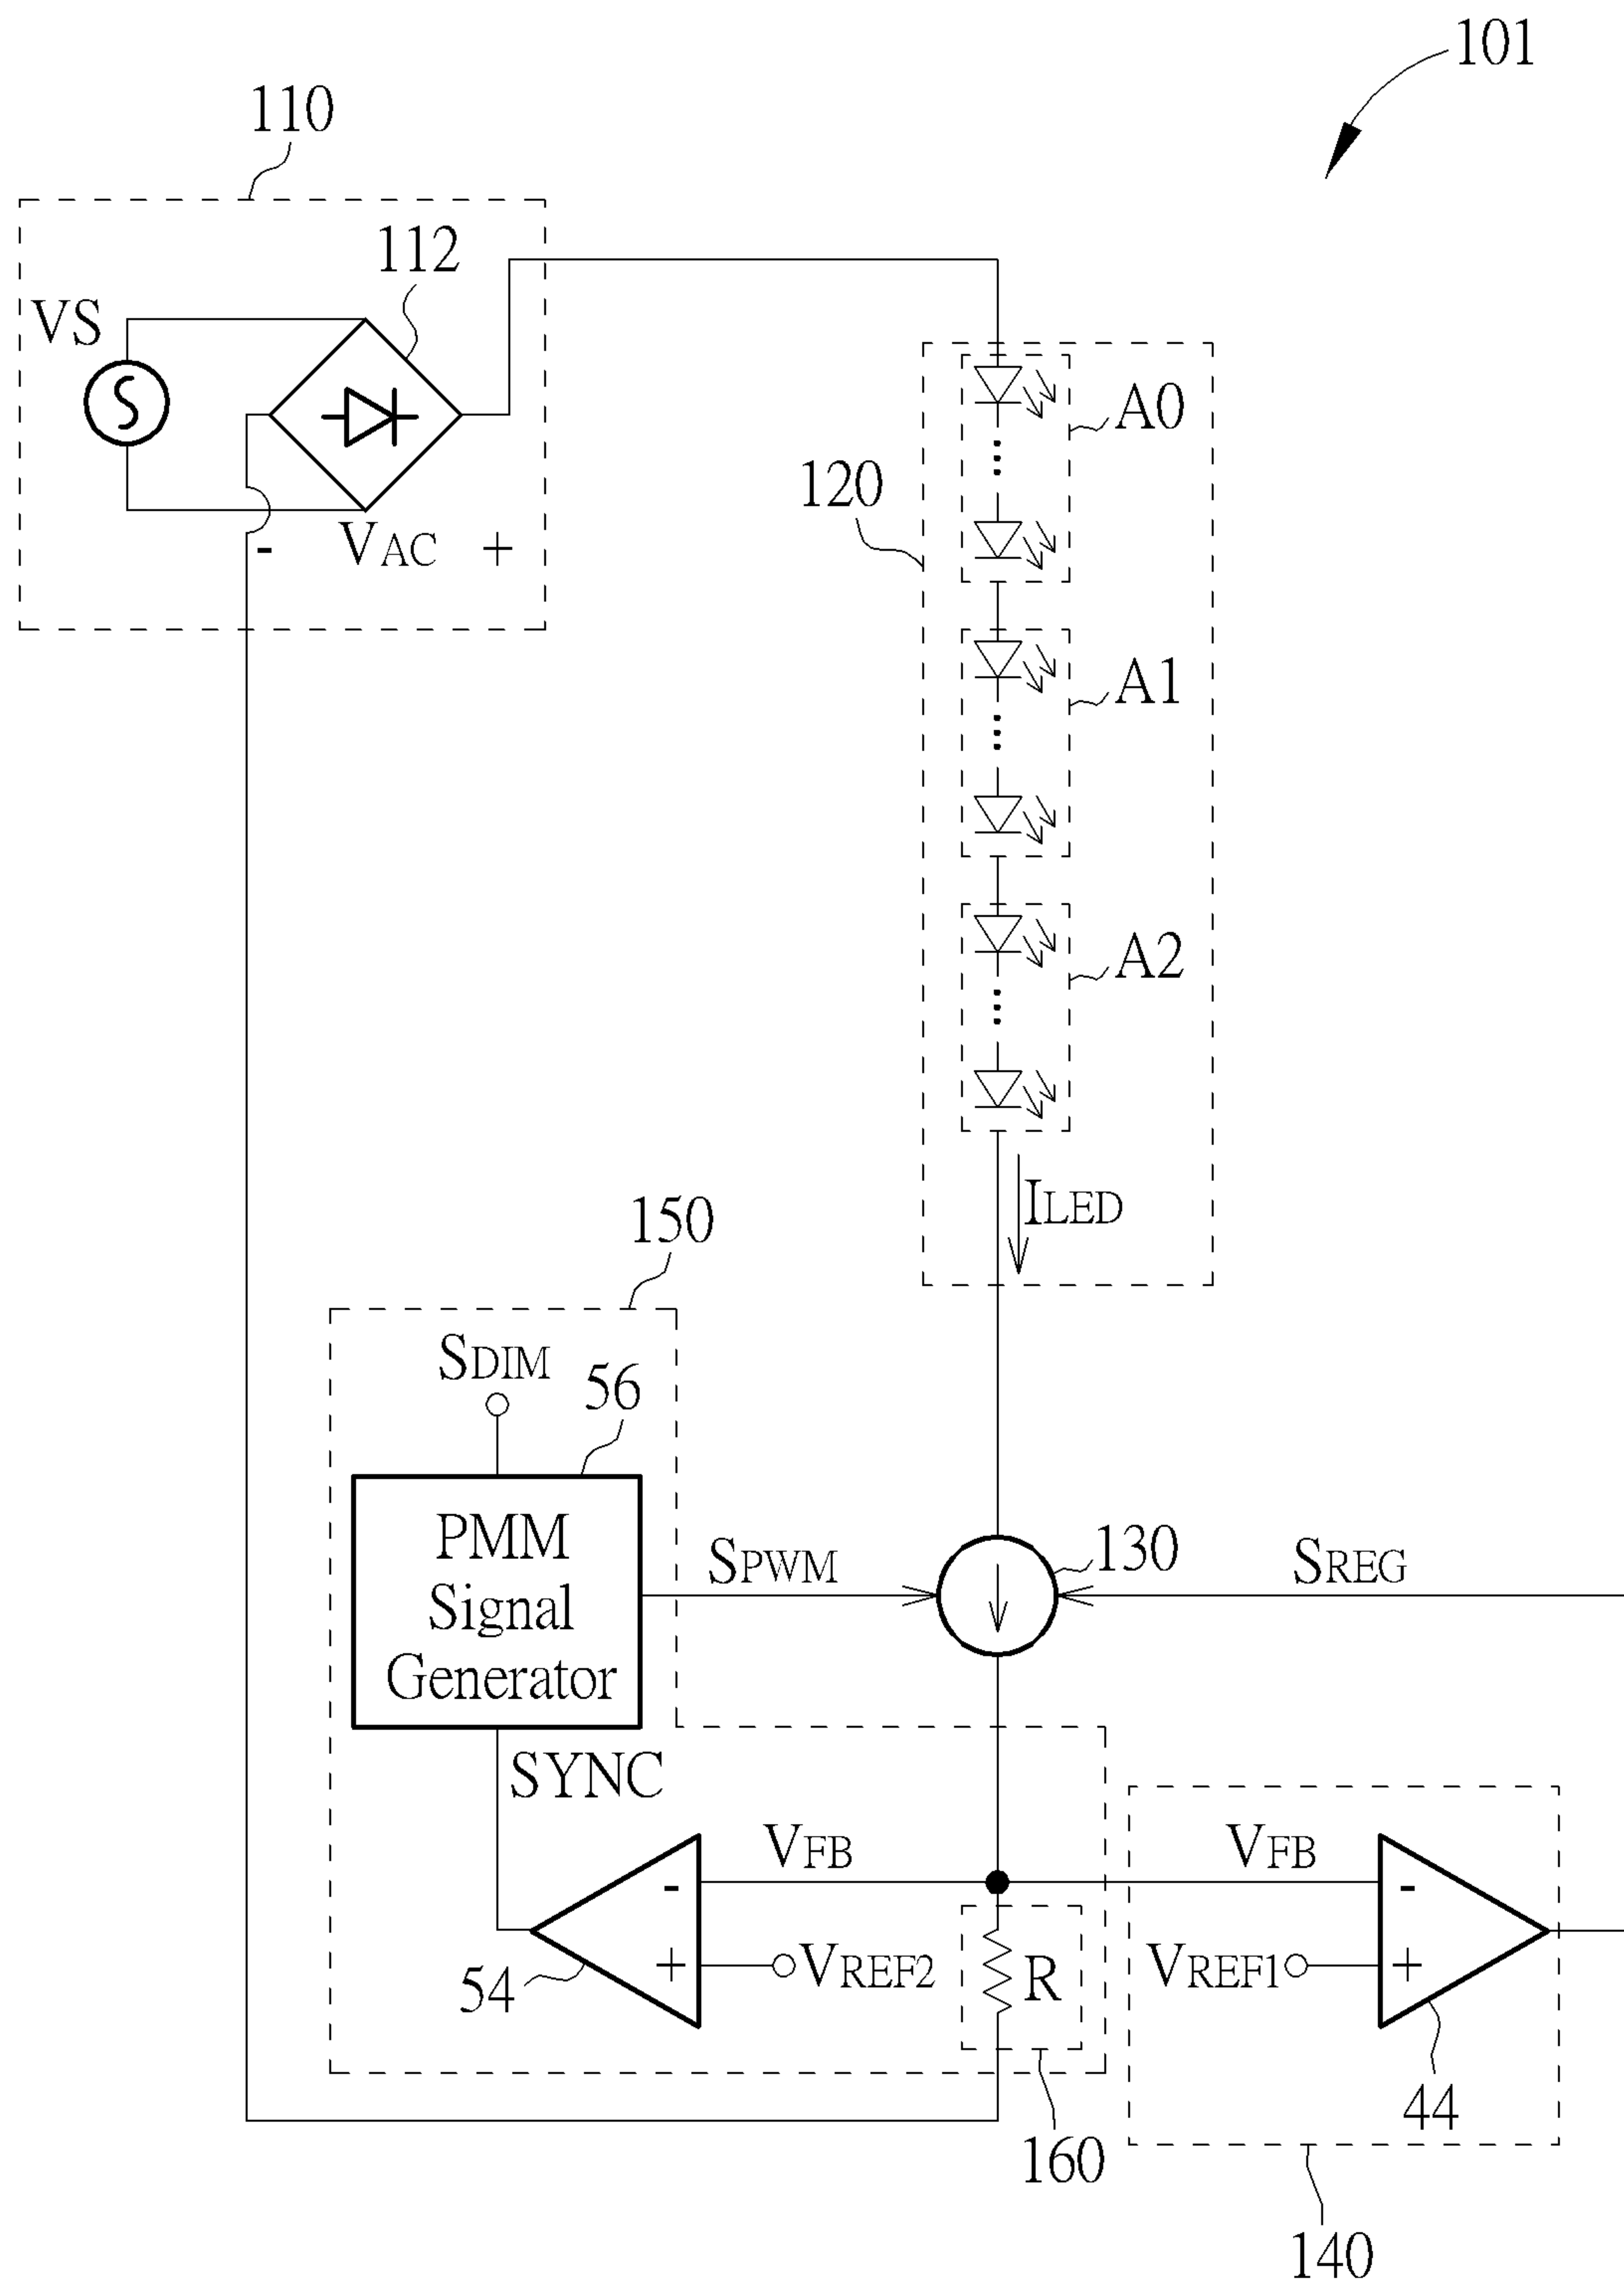 101
110
112
VS
- VAC +
A0
120
A1
A2
ILED
150
SDIM
56
PMM
Signal
Generator
SPWM
130
SREG
SYNC
VFB
VFB
-
-
+
VREF2
R
VREF1
+
54
44
160
140